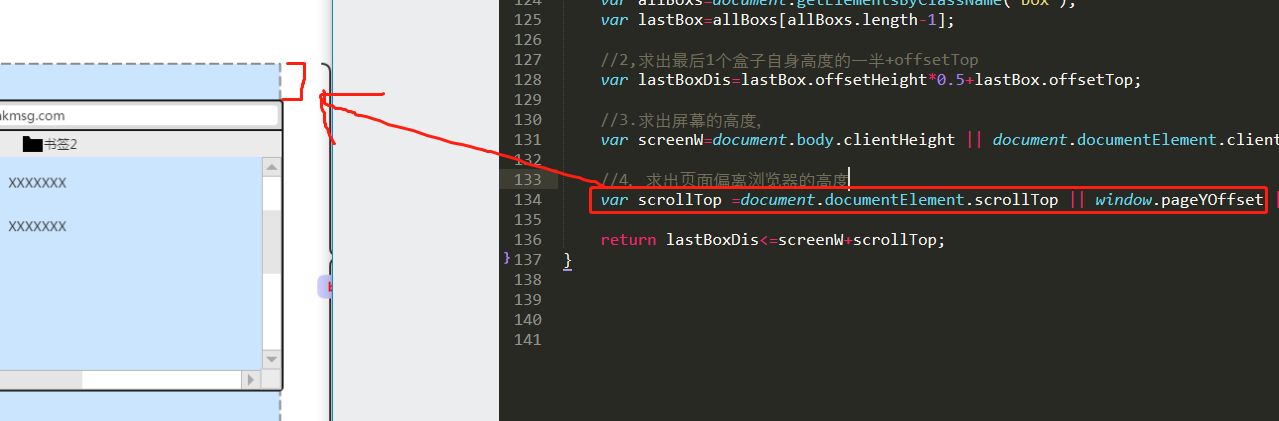 akmsg.com
书签2
XXXXXXX
XXXXXXX
124 var allBoxs=document.getElementsByClassName("box");
125 var lastBox=allBoxs[allBoxs.length-1];
126
127 //2,求出最后1个盒子自身高度的一半+offsetTop
128 var lastBoxDis=lastBox.offsetHeight*0.5+lastBox.offsetTop;
129
130 //3.求出屏幕的高度,
131 var screenW=document.body.clientHeight || document.documentElement.client
132
133 //4、求出页面偏离浏览器的高度
134 var scrollTop =document.documentElement.scrollTop || window.pageYOffset |
135
136 return lastBoxDis<=screenW+scrollTop;
137 }
138
139
140
141